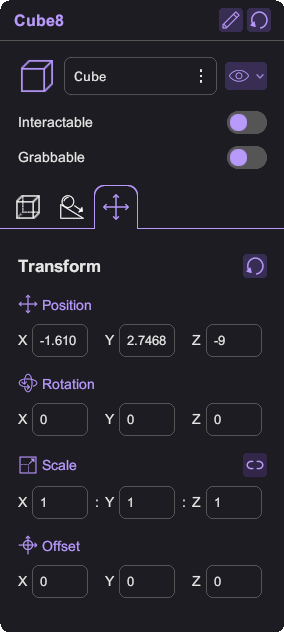 Cube8
Cube
Interactable
Grabbable
Transform
Position
X -1.610 Y 2.7468 Z -9
Rotation
X 0 Y 0 Z 0
Scale
X 1 : Y 1 : Z 1
Offset
X 0 Y 0 Z 0